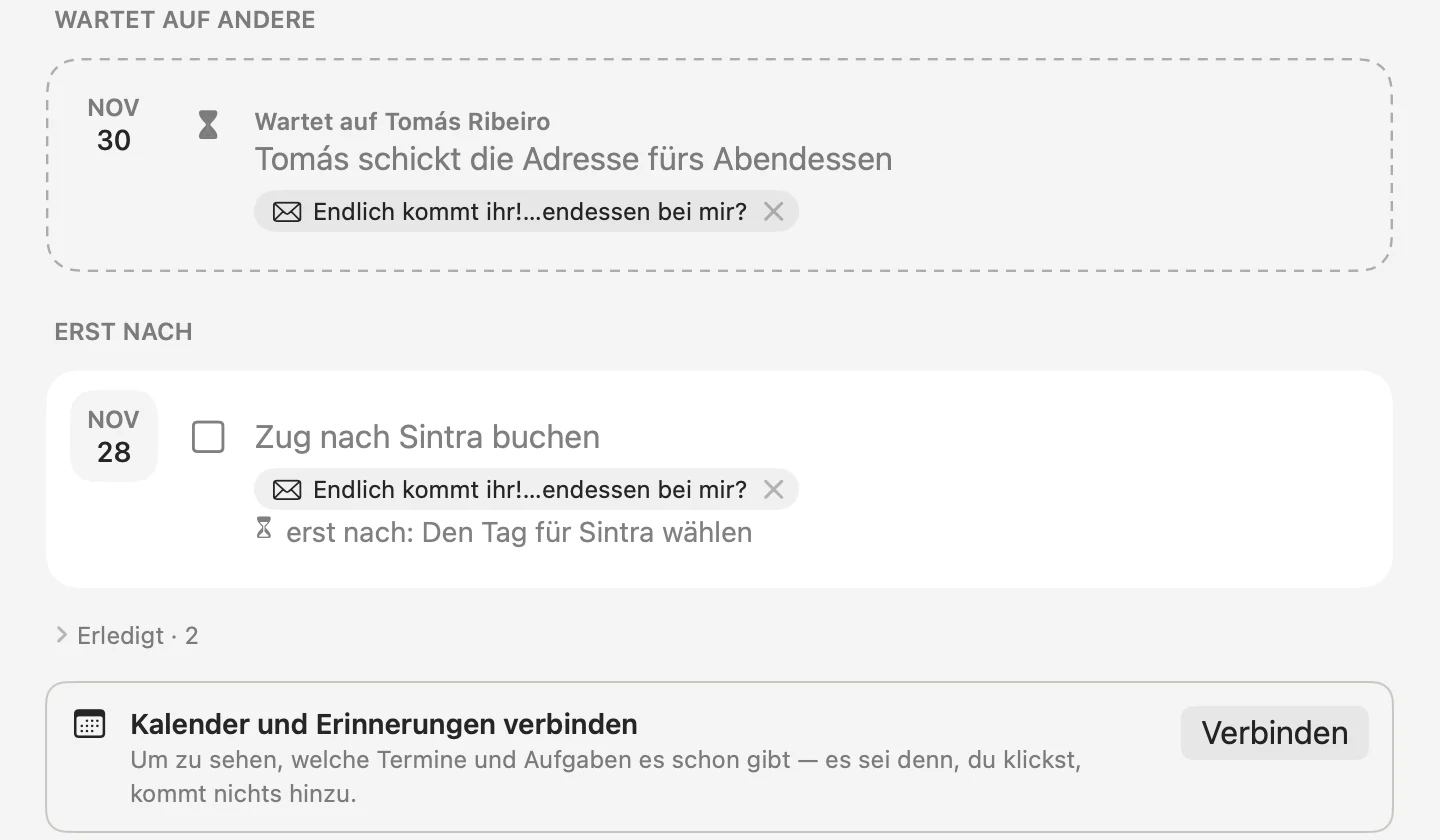 WARTET AUF ANDERE
NOV
30
Wartet auf Tomás Ribeiro
Tomás schickt die Adresse fürs Abendessen
Endlich kommt ihr!...endessen bei mir?
ERST NACH
NOV
28
Zug nach Sintra buchen
Endlich kommt ihr!...endessen bei mir?
erst nach: Den Tag für Sintra wählen
Erledigt · 2
Kalender und Erinnerungen verbinden
Um zu sehen, welche Termine und Aufgaben es schon gibt — es sei denn, du klickst,
kommt nichts hinzu.
Verbinden